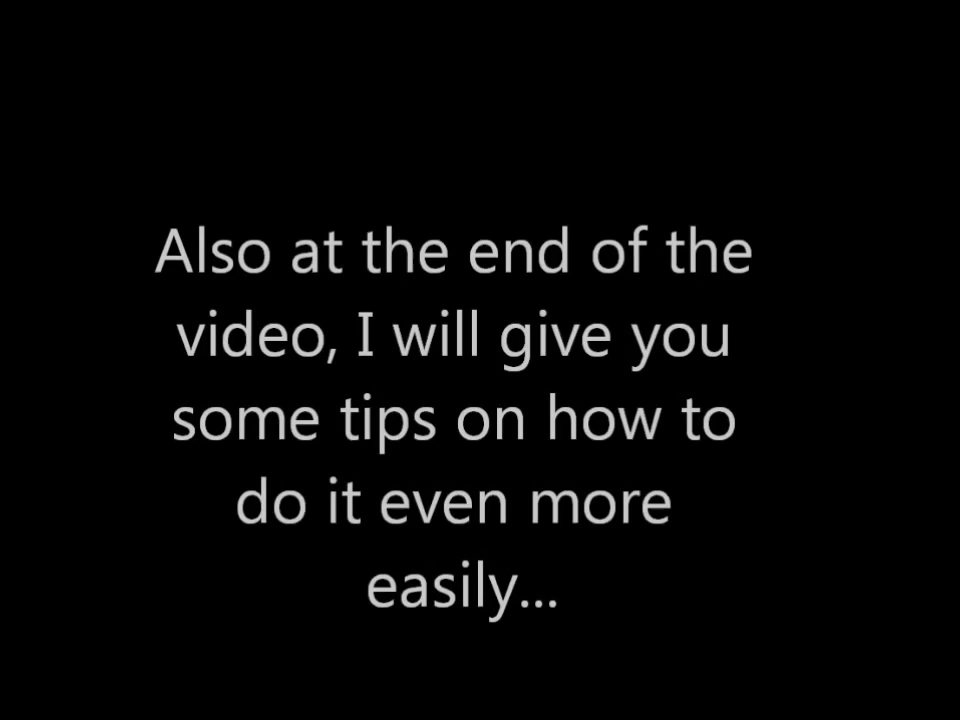 Also at the end of the
video, I will give you
some tips on how to
do it even more
easily...